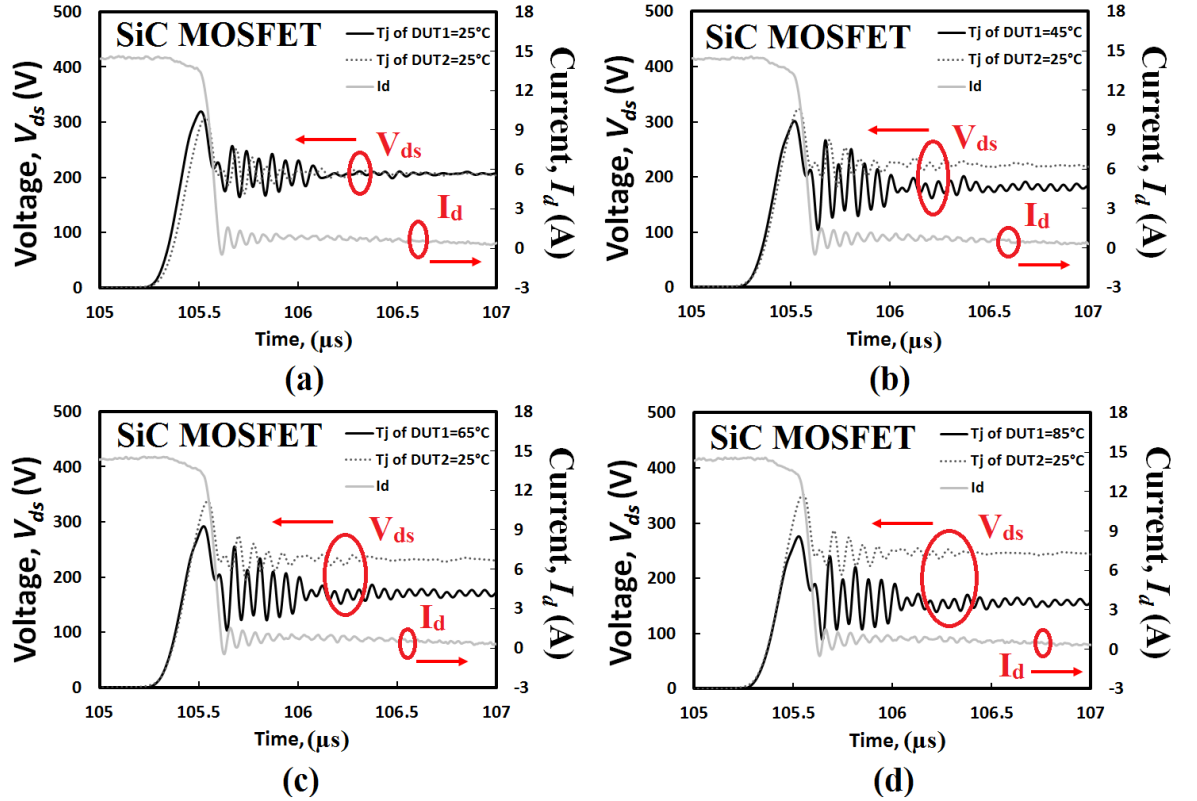 SiC MOSFET
Tj of DUT1=25°C
Tj of DUT2=25°C
Id
Vds
Id
Voltage, Vds (V)
Current, Id (A)
500
400
300
200
100
0
18
15
12
9
6
3
0
-3
105
105.5
106
106.5
107
Time, (µs)
(a)
SiC MOSFET
Tj of DUT1=45°C
Tj of DUT2=25°C
Id
Vds
Id
Voltage, Vds (V)
Current, Id (A)
500
400
300
200
100
0
18
15
12
9
6
3
0
-3
105
105.5
106
106.5
107
Time, (µs)
(b)
SiC MOSFET
Tj of DUT1=65°C
Tj of DUT2=25°C
Id
Vds
Id
Voltage, Vds (V)
Current, Id (A)
500
400
300
200
100
0
18
15
12
9
6
3
0
-3
105
105.5
106
106.5
107
Time, (µs)
(c)
SiC MOSFET
Tj of DUT1=85°C
Tj of DUT2=25°C
Id
Vds
Id
Voltage, Vds (V)
Current, Id (A)
500
400
300
200
100
0
18
15
12
9
6
3
0
-3
105
105.5
106
106.5
107
Time, (µs)
(d)